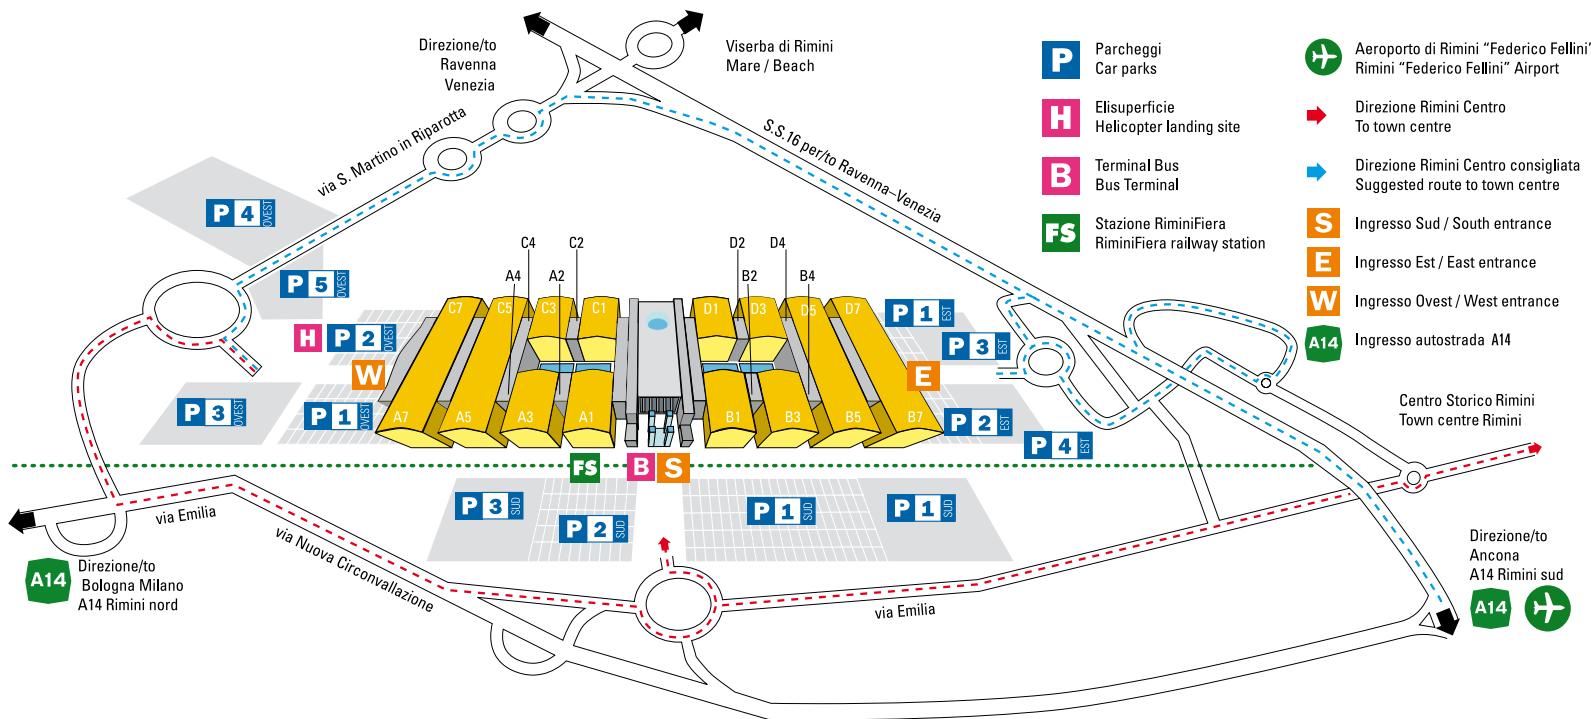 Direzione/to
Ravenna
Venezia
Viserba di Rimini
Mare / Beach
via S. Martino in Riparotta
S.S.16 per/to Ravenna–Venezia
P
Parcheggi
Car parks
H
Elisuperficie
Helicopter landing site
B
Terminal Bus
Bus Terminal
FS
Stazione RiminiFiera
RiminiFiera railway station
Aeroporto di Rimini “Federico Fellini”
Rimini “Federico Fellini” Airport
Direzione Rimini Centro
To town centre
Direzione Rimini Centro consigliata
Suggested route to town centre
S
Ingresso Sud / South entrance
E
Ingresso Est / East entrance
W
Ingresso Ovest / West entrance
A14
Ingresso autostrada A14
P 4 OVEST
P 5 OVEST
H
P 2 OVEST
W
P 3 OVEST
P 1 OVEST
C4
C2
A4
A2
D2
D4
B2
B4
C7
C5
C3
C1
D1
D3
D5
D7
A7
A5
A3
A1
B1
B3
B5
B7
P 1 EST
P 3 EST
E
P 2 EST
P 4 EST
FS
B
S
P 3 SUD
P 2 SUD
P 1 SUD
P 1 SUD
Centro Storico Rimini
Town centre Rimini
via Emilia
via Nuova Circonvallazione
via Emilia
A14
Direzione/to
Bologna Milano
A14 Rimini nord
Direzione/to
Ancona
A14 Rimini sud
A14